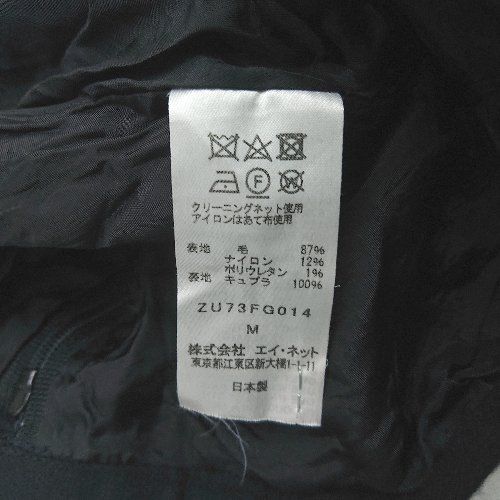 クリーニングネット使用
アイロンはあて布使用
表地 毛 87%
ナイロン 12%
ポリウレタン 1%
裏地 キュプラ 100%
ZU73FG014
M
株式会社 エイ・ネット
東京都江東区新大橋1-1-11
日本製